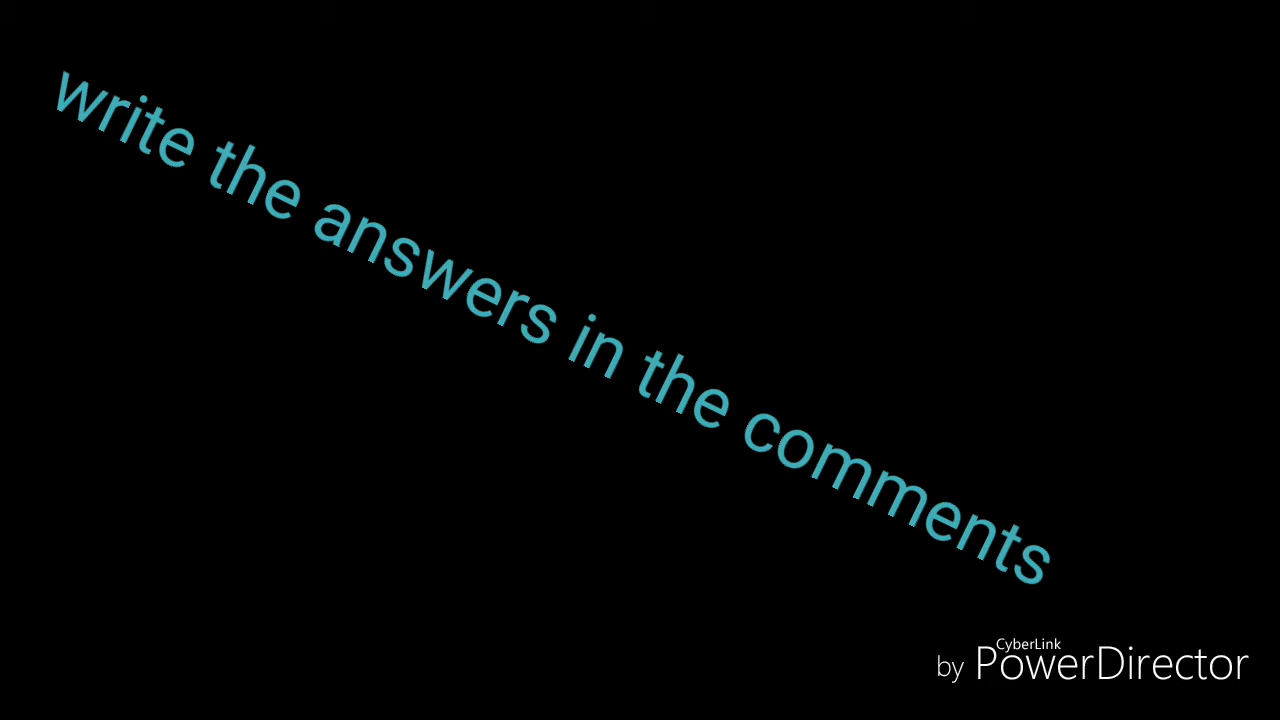 write the answers in the comments
CyberLink
by PowerDirector